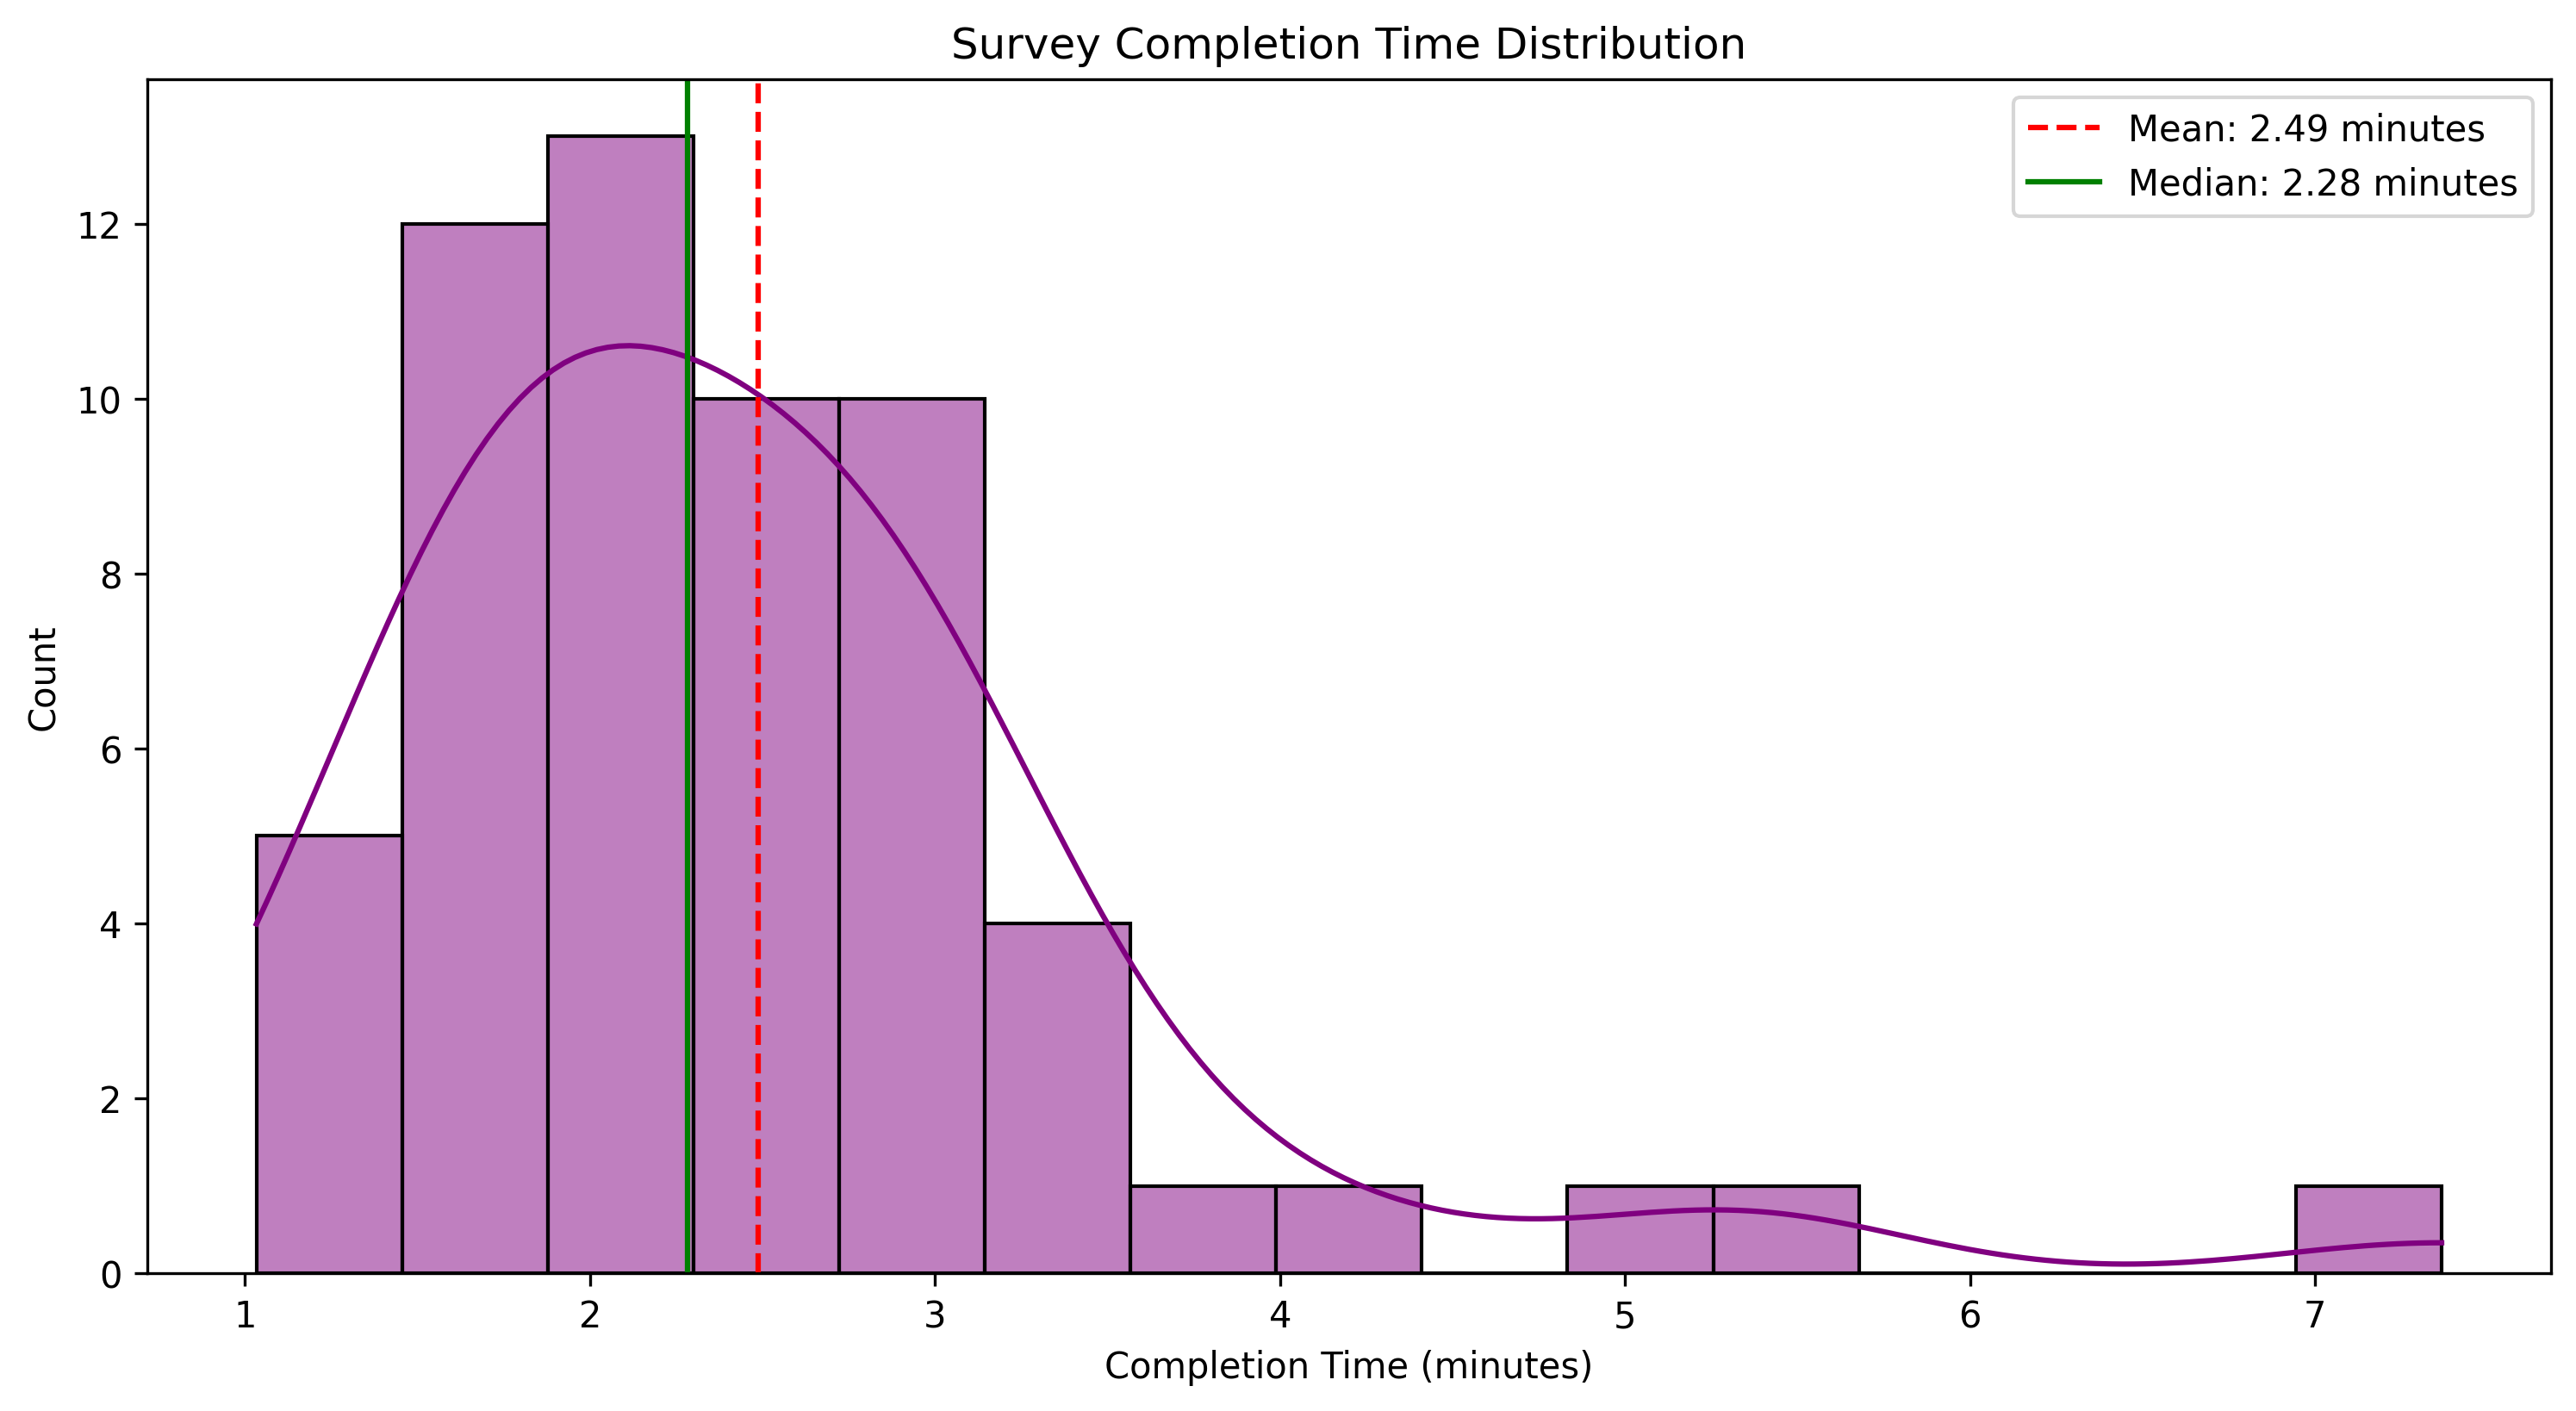 Survey Completion Time Distribution
Mean: 2.49 minutes
Median: 2.28 minutes
12
10
8
6
4
2
0
Count
1 2 3 4 5 6 7
Completion Time (minutes)